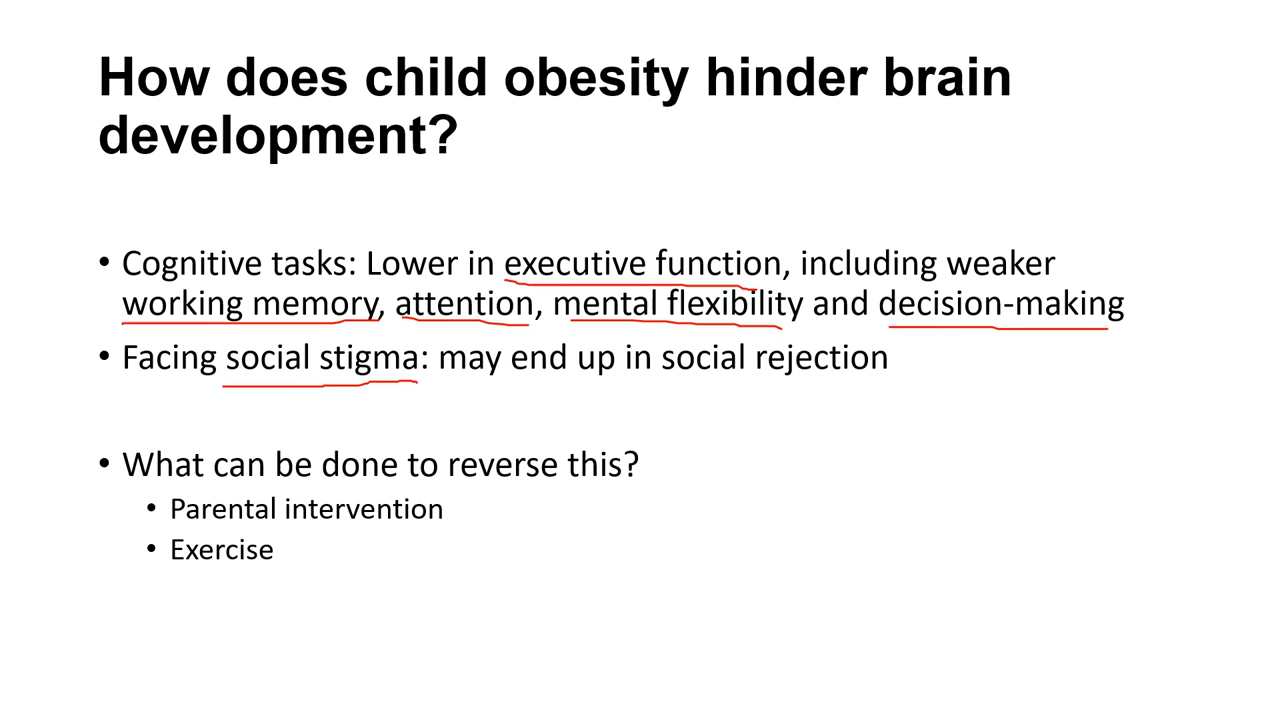 How does child obesity hinder brain
development?
• Cognitive tasks: Lower in executive function, including weaker
working memory, attention, mental flexibility and decision-making
• Facing social stigma: may end up in social rejection
• What can be done to reverse this?
• Parental intervention
• Exercise